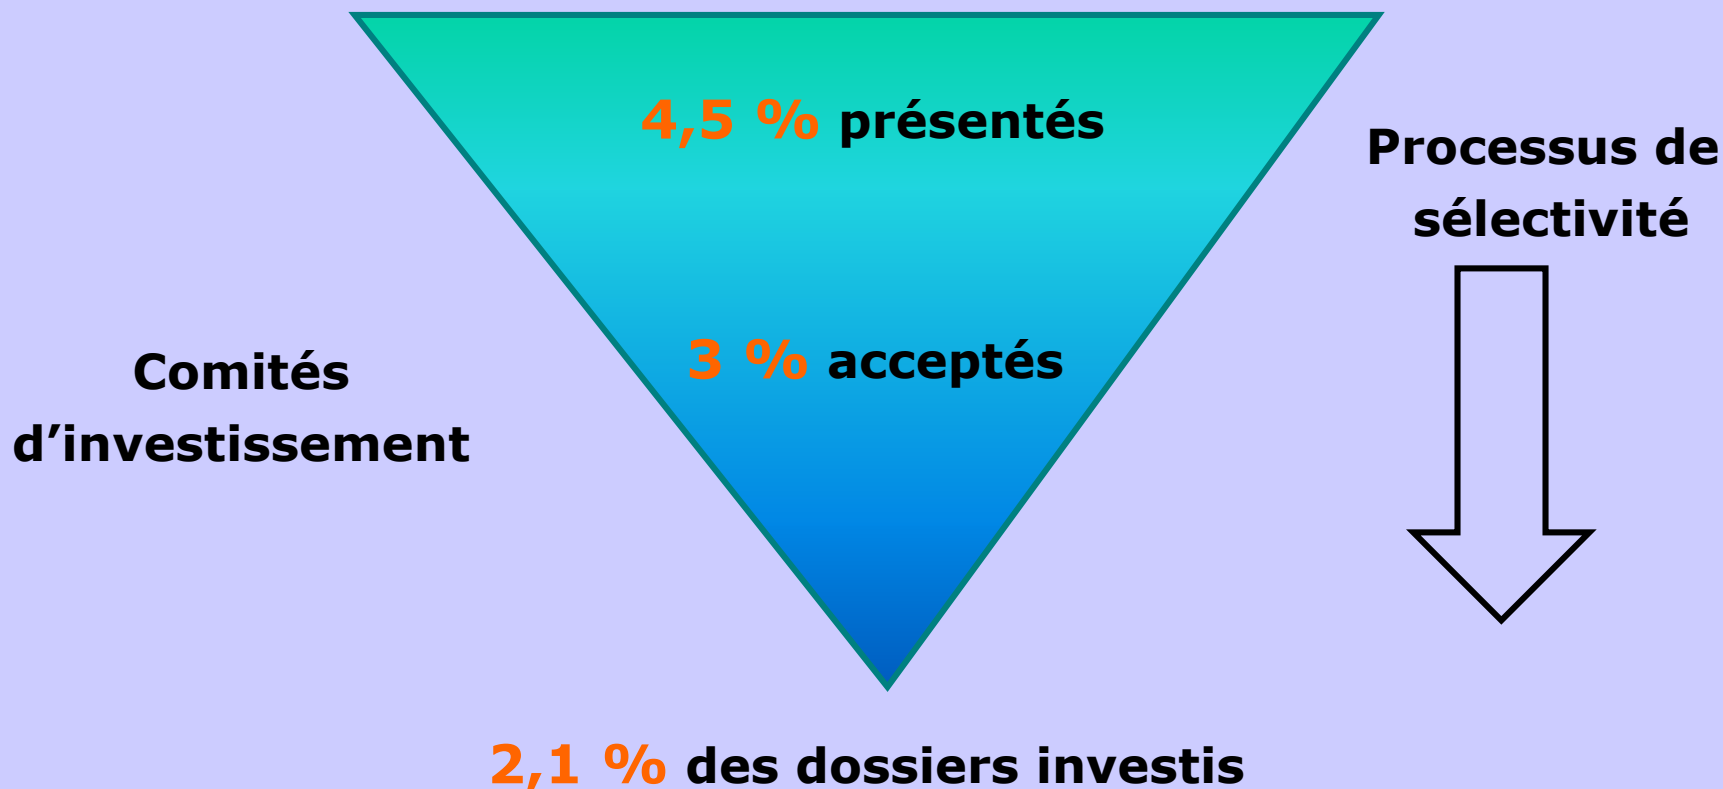 4,5 % présentés
Processus de
sélectivité
3 % acceptés
Comités
d’investissement
2,1 % des dossiers investis